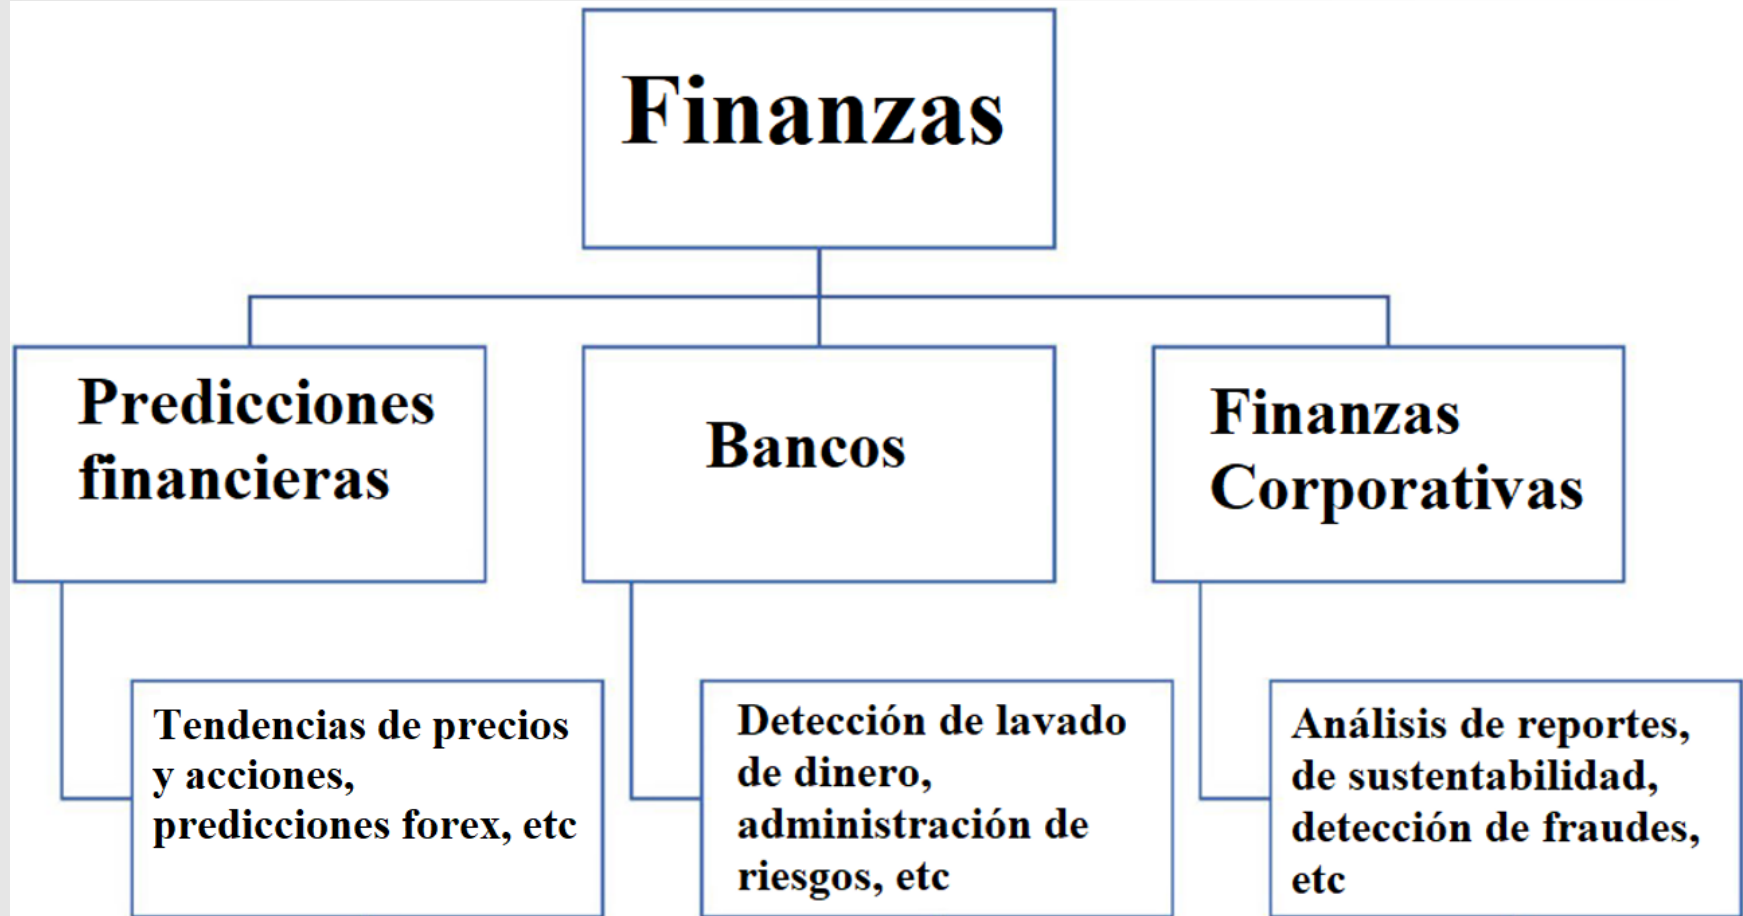 Finanzas
Predicciones
financieras
Bancos
Finanzas
Corporativas
Tendencias de precios
y acciones,
predicciones forex, etc
Detección de lavado
de dinero,
administración de
riesgos, etc
Análisis de reportes,
de sustentabilidad,
detección de fraudes,
etc